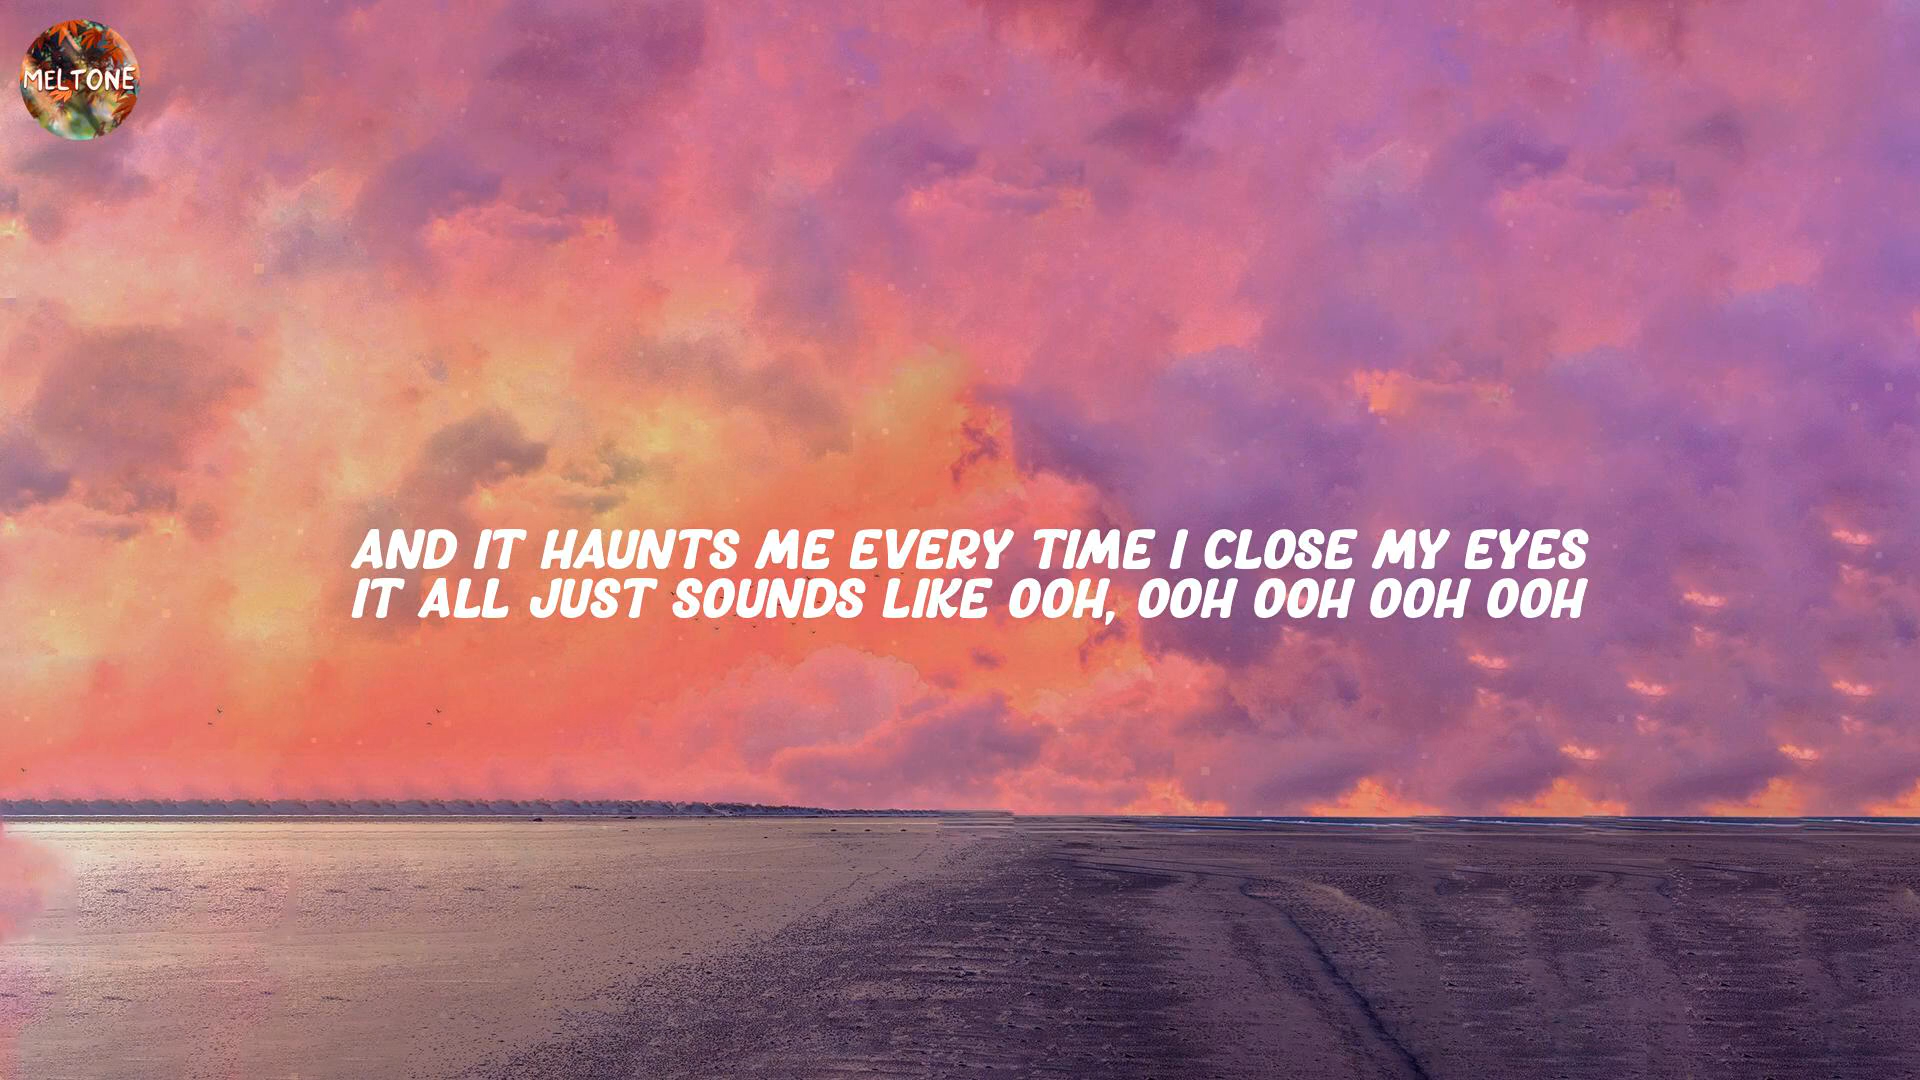 MELTONE
AND IT HAUNTS ME EVERY TIME I CLOSE MY EYES
IT ALL JUST SOUNDS LIKE OOH, OOH OOH OOH OOH